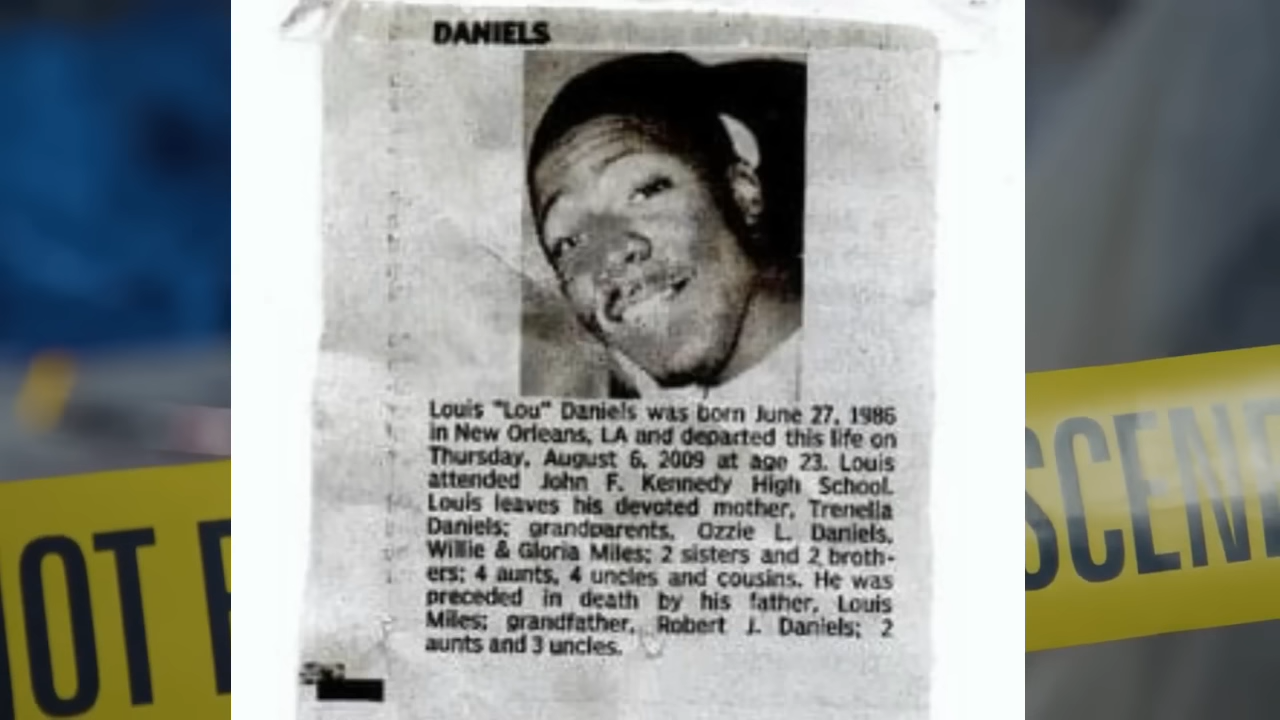 DANIELS
Louis "Lou" Daniels was born June 27, 1986
in New Orleans, LA and departed this life on
Thursday, August 6, 2009 at age 23. Louis
attended John F. Kennedy High School.
Louis leaves his devoted mother, Trenella
Daniels; grandparents, Ozzie L. Daniels,
Willie & Gloria Miles; 2 sisters and 2 broth-
ers; 4 aunts, 4 uncles and cousins. He was
preceded in death by his father, Louis
Miles; grandfather, Robert J. Daniels; 2
aunts and 3 uncles.
NOT
SCENE